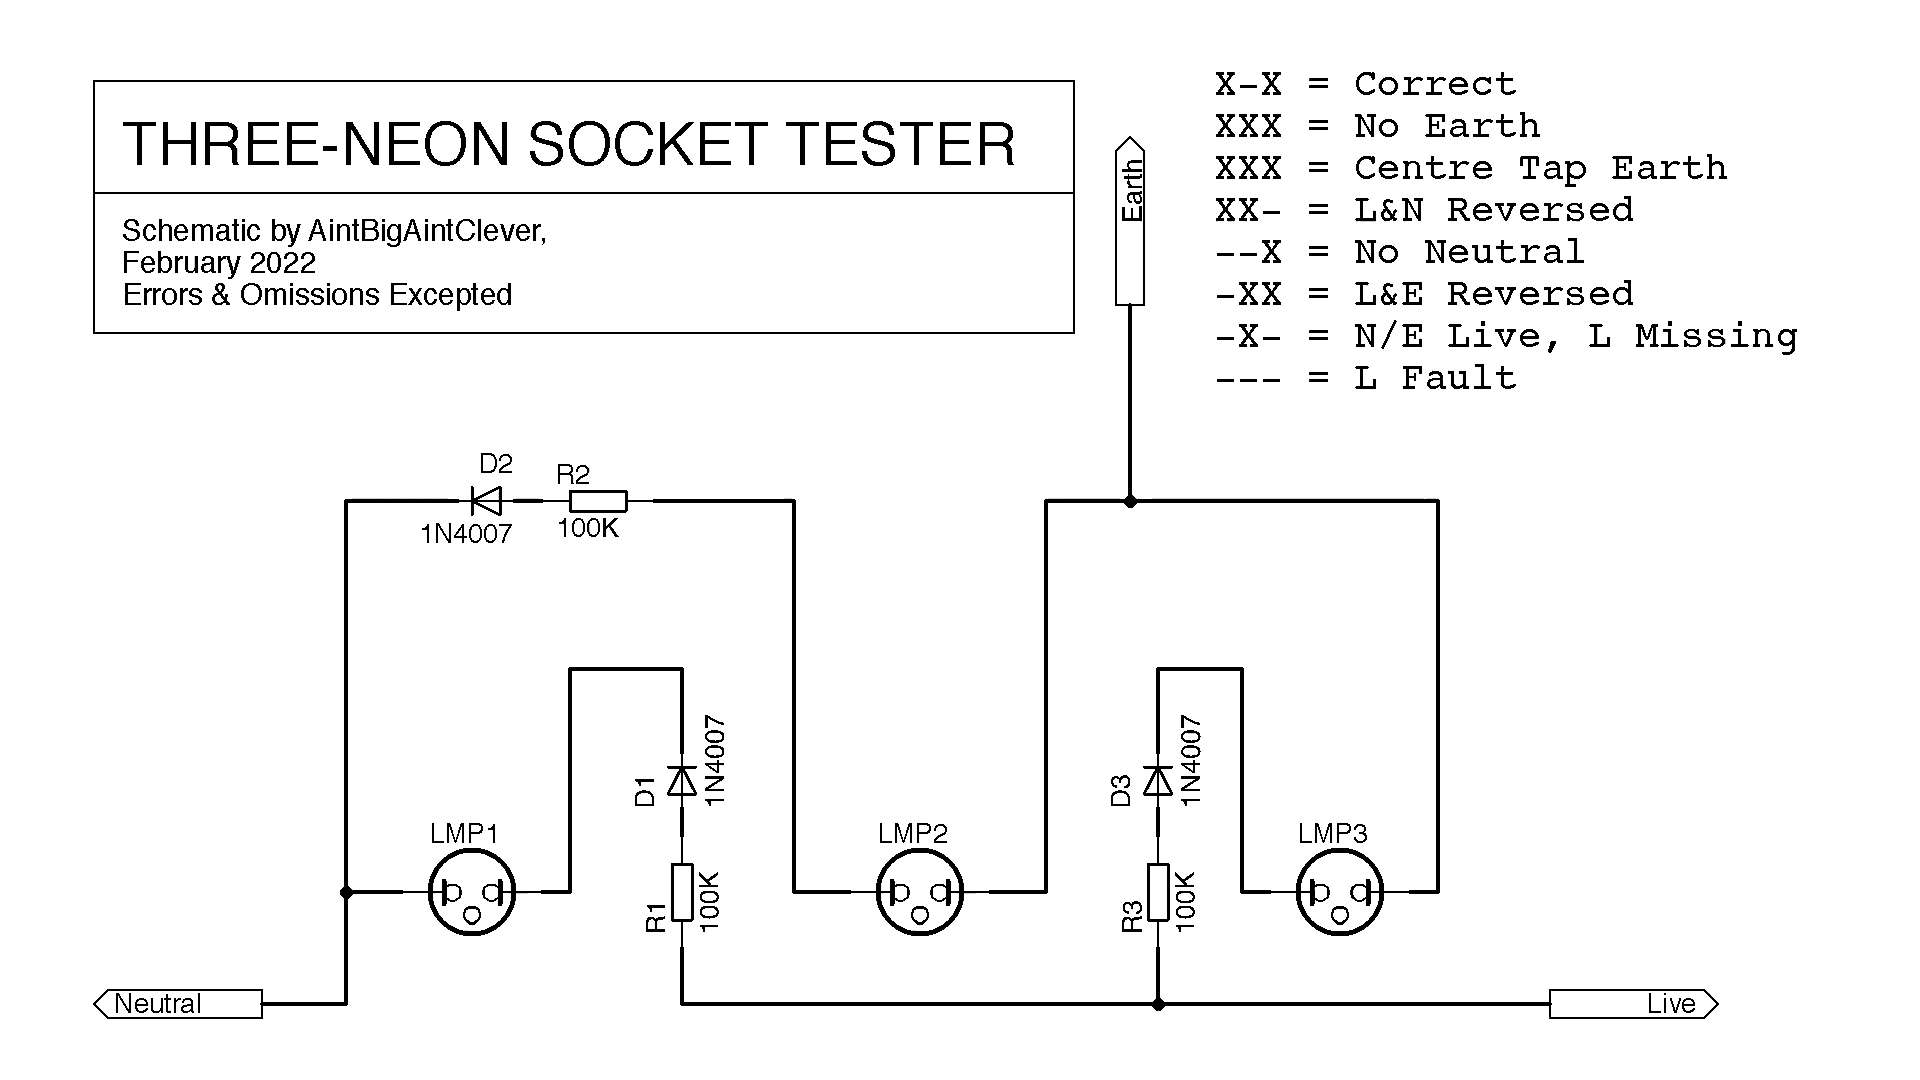 THREE-NEON SOCKET TESTER
Schematic by AintBigAintClever,
February 2022
Errors & Omissions Excepted
X-X = Correct
XXX = No Earth
XXX = Centre Tap Earth
XX- = L&N Reversed
--X = No Neutral
-XX = L&E Reversed
-X- = N/E Live, L Missing
--- = L Fault
Earth
D2
R2
1N4007
100K
D1
1N4007
D3
1N4007
LMP1
LMP2
LMP3
R1
100K
R3
100K
Neutral
Live